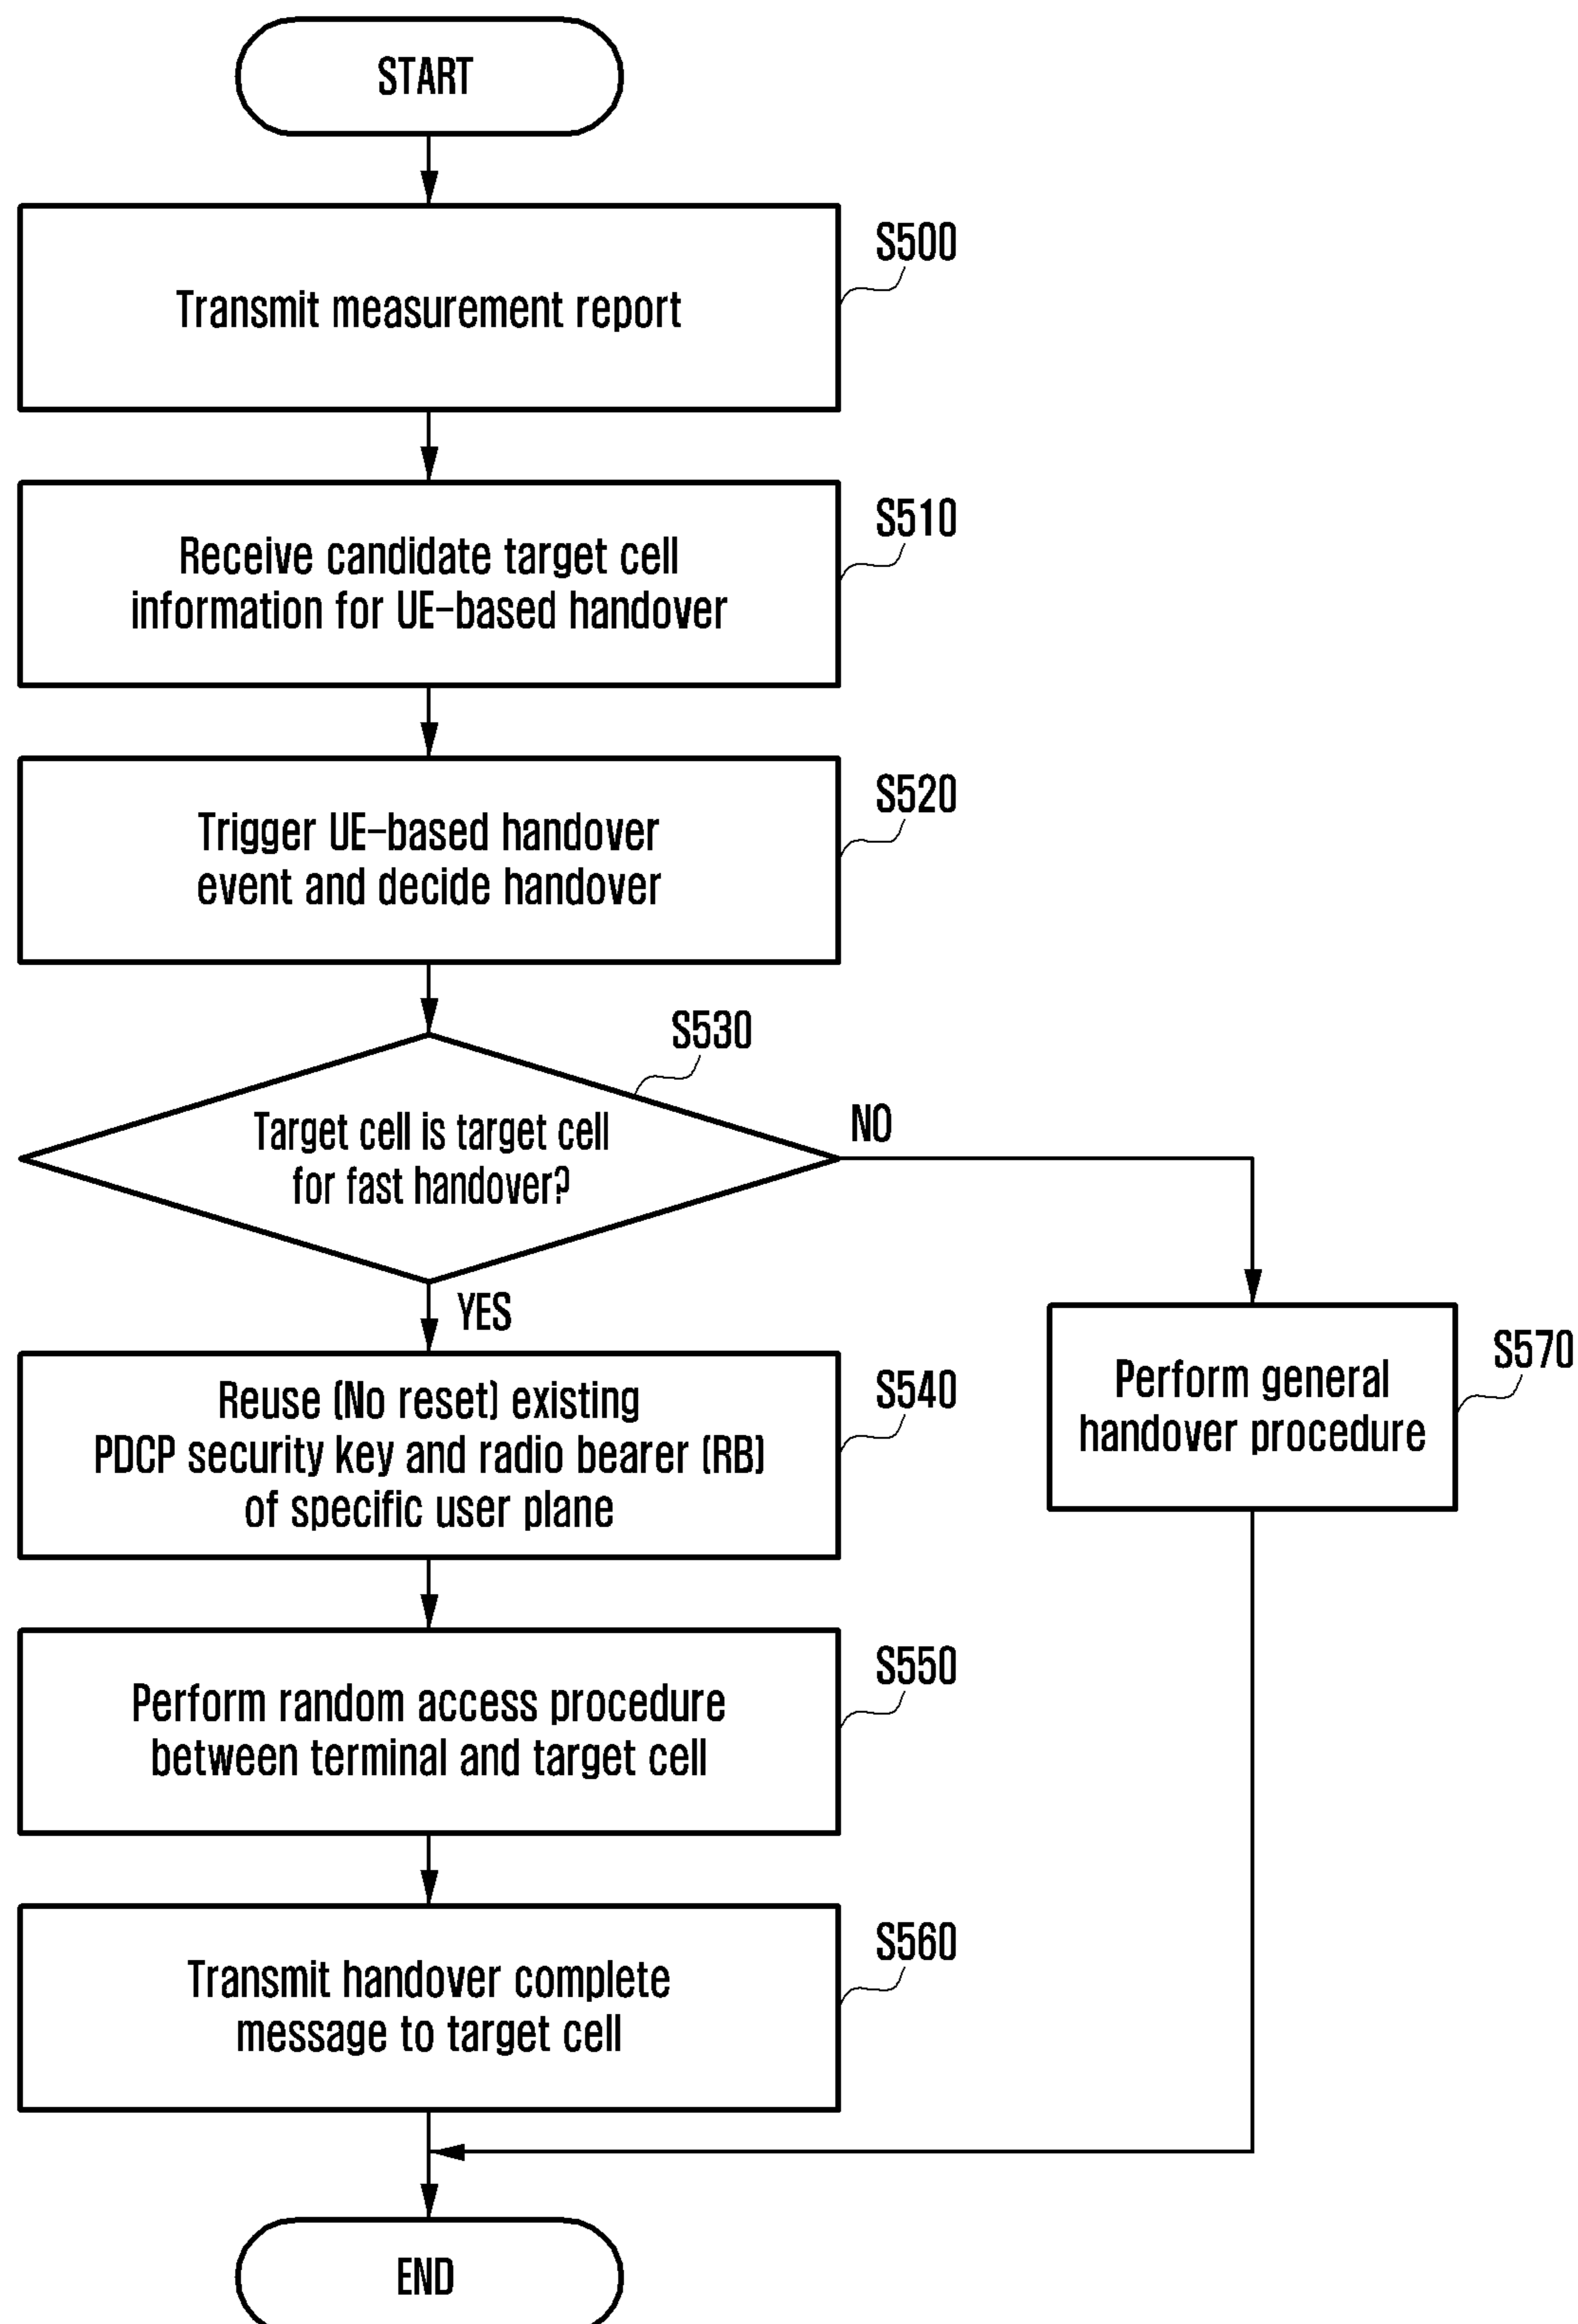 START
Transmit measurement report
S500
Receive candidate target cell
information for UE-based handover
S510
Trigger UE-based handover
event and decide handover
S520
S530
Target cell is target cell
for fast handover?
NO
YES
Reuse (No reset) existing
PDCP security key and radio bearer (RB)
of specific user plane
S540
Perform general
handover procedure
S570
Perform random access procedure
between terminal and target cell
S550
Transmit handover complete
message to target cell
S560
END